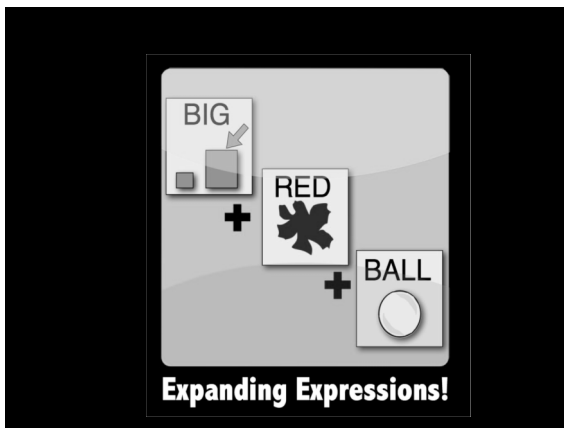 BIG
+
RED
+
BALL
Expanding Expressions!